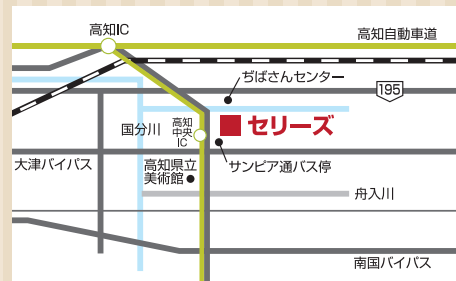 高知IC
高知自動車道
ぢばさんセンター
195
セリーズ
国分川
高知
中央
IC
大津バイパス
高知県立
美術館
サンピア通バス停
舟入川
南国バイパス